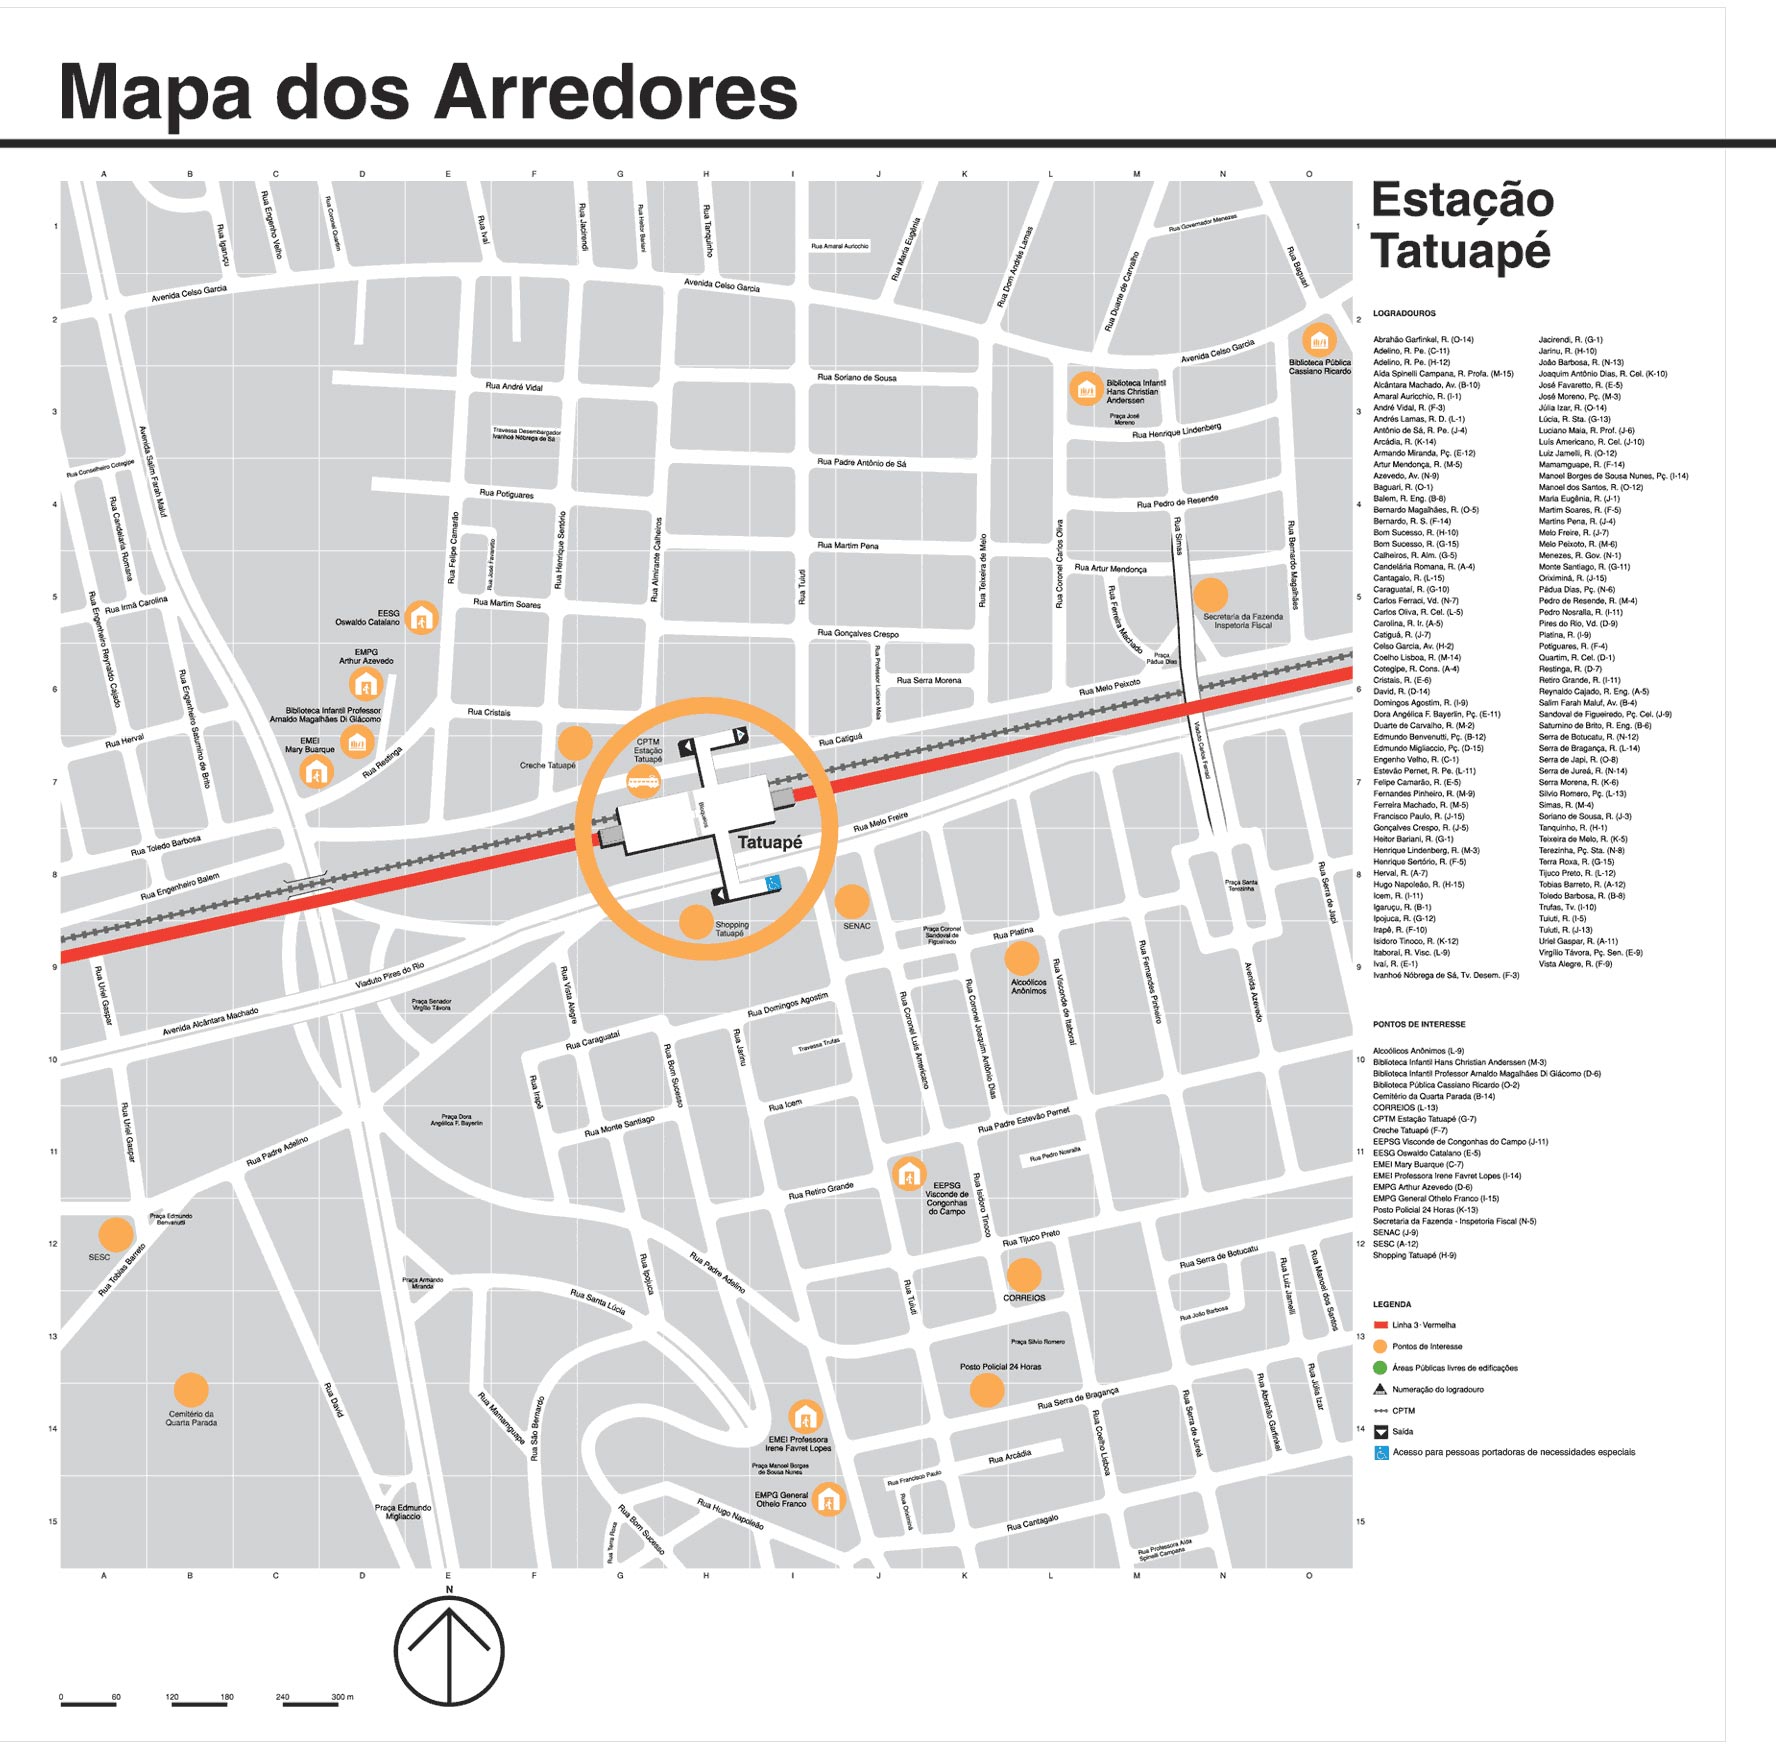 Mapa dos Arredores
Estação
Tatuapé
A B C D E F G H I J K L M N O
1
2
3
4
5
6
7
8
9
10
11
12
13
14
15
Rua Igaruçu
Rua Engenho Velho
Rua Coronel Quartim
Rua Ivaí
Rua Jacirendi
Rua Heitor Bariani
Rua Tanquinho
Rua Amaral Auricchio
Rua Maria Eugênia
Rua Dom Andrés Lamas
Rua Duarte de Carvalho
Rua Governador Menezes
Rua Baguari
Avenida Celso Garcia
Avenida Celso Garcia
Avenida Celso Garcia
Biblioteca Pública
Cassiano Ricardo
Rua André Vidal
Rua Soriano de Sousa
Biblioteca Infantil
Hans Christian
Anderssen
Praça José
Moreno
Travessa Desembargador
Ivanhoé Nóbrega de Sá
Rua Henrique Lindenberg
Avenida Salim Farah Maluf
Rua Conselheiro Cotegipe
Rua Padre Antônio de Sá
Rua Candelária Romana
Rua Potiguares
Rua Pedro de Resende
Rua Felipe Camarão
Rua José Favaretto
Rua Henrique Sertório
Rua Almirante Calheiros
Rua Martim Pena
Rua Tuiuti
Rua Teixeira de Melo
Rua Coronel Carlos Oliva
Rua Simas
Rua Bernardo Magalhães
Rua Artur Mendonça
Rua Engenheiro Reynaldo Cajado
Rua Irmã Carolina
Rua Martim Soares
EESG
Oswaldo Catalano
Rua Ferreira Machado
Secretaria da Fazenda
Inspetoria Fiscal
Rua Gonçalves Crespo
Rua Professor Luciano Maia
Rua Serra Morena
Praça
Pádua Dias
EMPG
Arthur Azevedo
Rua Engenheiro Saturnino de Brito
Biblioteca Infantil Professor
Arnaldo Magalhães Di Giácomo
EMEI
Mary Buarque
Rua Cristais
Rua Melo Peixoto
Rua Herval
Rua Restinga
Creche Tatuapé
CPTM
Estação
Tatuapé
Rua Catiguá
Viaduto Carlos Ferraci
Bloqueios
Tatuapé
Rua Melo Freire
Rua Toledo Barbosa
Rua Engenheiro Balem
Shopping
Tatuapé
SENAC
Praça Santa
Terezinha
Rua Serra de Japi
Praça Coronel
Sandoval de
Figueiredo
Rua Platina
Rua Uriel Gaspar
Viaduto Pires do Rio
Avenida Alcântara Machado
Praça Senador
Virgílio Távora
Rua Vista Alegre
Rua Domingos Agostim
Alcoólicos
Anônimos
Rua Coronel Luis Americano
Rua Coronel Joaquim Antônio Dias
Rua Visconde de Itaboraí
Rua Fernandes Pinheiro
Avenida Azevedo
Rua Caraguataí
Rua Jarinu
Travessa Trufas
Rua Bom Sucesso
Rua Irapé
Rua Uriel Gaspar
Praça Dora
Angélica F. Bayerlin
Rua Monte Santiago
Rua Icem
Rua Padre Estevão Pernet
Rua Pedro Nosralla
Rua Padre Adelino
Rua Retiro Grande
EEPSG
Visconde de
Congonhas
do Campo
Rua Isidoro Tinoco
Praça Edmundo
Benvenutti
SESC
Rua Tobias Barreto
Rua Tijuco Preto
Rua Serra de Botucatu
Rua Luiz Jamelli
Rua Manoel dos Santos
Rua João Barbosa
Praça Armando
Miranda
Rua Santa Lúcia
Rua Ipojuca
Rua Padre Adelino
Rua Tuiuti
CORREIOS
Praça Silvio Romero
Posto Policial 24 Horas
Rua Serra de Bragança
Rua Coelho Lisboa
Rua Serra de Jureá
Rua Abrahão Garfinkel
Rua Júlia Izar
Cemitério da
Quarta Parada
Rua David
Rua Mamamguape
Rua São Bernardo
EMEI Professora
Irene Favret Lopes
Praça Manoel Borges
de Sousa Nunes
EMPG General
Othelo Franco
Rua Arcádia
Rua Francisco Paulo
Rua Oriximiná
Rua Cantagalo
Rua Professora Aída
Spinelli Campana
Praça Edmundo
Migliaccio
Rua Terra Roxa
Rua Bom Sucesso
Rua Hugo Napoleão
A B C D E F G H I J K L M N O
1
2
3
4
5
6
7
8
9
10
11
12
13
14
15
N
0 60 120 180 240 300 m
LOGRADOUROS
Abrahão Garfinkel, R. (O-14)
Adelino, R. Pe. (C-11)
Adelino, R. Pe. (H-12)
Aída Spinelli Campana, R. Profa. (M-15)
Alcântara Machado, Av. (B-10)
Amaral Auricchio, R. (I-1)
André Vidal, R. (F-3)
Andrés Lamas, R. D. (L-1)
Antônio de Sá, R. Pe. (J-4)
Arcádia, R. (K-14)
Armando Miranda, Pç. (E-12)
Artur Mendonça, R. (M-5)
Azevedo, Av. (N-9)
Baguari, R. (O-1)
Balem, R. Eng. (B-8)
Bernardo Magalhães, R. (O-5)
Bernardo, R. S. (F-14)
Bom Sucesso, R. (H-10)
Bom Sucesso, R. (G-15)
Calheiros, R. Alm. (G-5)
Candelária Romana, R. (A-4)
Cantagalo, R. (L-15)
Caraguataí, R. (G-10)
Carlos Ferraci, Vd. (N-7)
Carlos Oliva, R. Cel. (L-5)
Carolina, R. Ir. (A-5)
Catiguá, R. (J-7)
Celso Garcia, Av. (H-2)
Coelho Lisboa, R. (M-14)
Cotegipe, R. Cons. (A-4)
Cristais, R. (E-6)
David, R. (D-14)
Domingos Agostim, R. (I-9)
Dora Angélica F. Bayerlin, Pç. (E-11)
Duarte de Carvalho, R. (M-2)
Edmundo Benvenuti, Pç. (B-12)
Edmundo Migliaccio, Pç. (D-15)
Engenho Velho, R. (C-1)
Estevão Pernet, R. Pe. (L-11)
Felipe Camarão, R. (E-5)
Fernandes Pinheiro, R. (M-9)
Ferreira Machado, R. (M-5)
Francisco Paulo, R. (J-15)
Gonçalves Crespo, R. (J-5)
Heitor Bariani, R. (G-1)
Henrique Lindenberg, R. (M-3)
Henrique Sertório, R. (F-5)
Herval, R. (A-7)
Hugo Napoleão, R. (H-15)
Icem, R. (I-11)
Igaruçu, R. (B-1)
Ipojuca, R. (G-12)
Irapê, R. (F-10)
Isidoro Tinoco, R. (K-12)
Itaboraí, R. Visc. (L-9)
Ivaí, R. (E-1)
Ivanhoé Nóbrega de Sá, Tv. Desem. (F-3)
Jacirendi, R. (G-1)
Jarinu, R. (H-10)
João Barbosa, R. (N-13)
Joaquim Antônio Dias, R. Cel. (K-10)
José Favaretto, R. (E-5)
José Moreno, Pç. (M-3)
Júlia Izar, R. (O-14)
Lúcia, R. Sta. (G-13)
Luciano Maia, R. Prof. (J-6)
Luís Americano, R. Cel. (J-10)
Luiz Jamelli, R. (O-12)
Mamamguape, R. (F-14)
Manoel Borges de Sousa Nunes, Pç. (I-14)
Manoel dos Santos, R. (O-12)
Maria Eugênia, R. (J-1)
Martim Soares, R. (F-5)
Martins Pena, R. (J-4)
Melo Freire, R. (J-7)
Melo Peixoto, R. (M-6)
Menezes, R. Gov. (N-1)
Monte Santiago, R. (G-11)
Oriximiná, R. (J-15)
Pádua Dias, Pç. (N-6)
Pedro de Resende, R. (M-4)
Pedro Nosralla, R. (I-11)
Pires do Rio, Vd. (D-9)
Platina, R. (I-9)
Potiguares, R. (F-4)
Quartim, R. Cel. (D-1)
Restinga, R. (D-7)
Retiro Grande, R. (I-11)
Reynaldo Cajado, R. Eng. (A-5)
Salim Farah Maluf, Av. (B-4)
Sandoval de Figueiredo, Pç. Cel. (J-9)
Saturnino de Brito, R. Eng. (B-6)
Serra de Botucatu, R. (N-12)
Serra de Bragança, R. (L-14)
Serra de Japi, R. (O-8)
Serra de Jureá, R. (N-14)
Serra Morena, R. (K-6)
Silvio Romero, Pç. (L-13)
Simas, R. (M-4)
Soriano de Sousa, R. (J-3)
Tanquinho, R. (H-1)
Teixeira de Melo, R. (K-5)
Terezinha, Pç. Sta. (N-8)
Terra Roxa, R. (G-15)
Tijuco Preto, R. (L-12)
Tobias Barreto, R. (A-12)
Toledo Barbosa, R. (B-8)
Trufas, Tv. (I-10)
Tuiuti, R. (I-5)
Tuiuti, R. (J-13)
Uriel Gaspar, R. (A-11)
Virgílio Távora, Pç. Sen. (E-9)
Vista Alegre, R. (F-9)
PONTOS DE INTERESSE
Alcoólicos Anônimos (L-9)
Biblioteca Infantil Hans Christian Anderssen (M-3)
Biblioteca Infantil Professor Arnaldo Magalhães Di Giácomo (D-6)
Biblioteca Pública Cassiano Ricardo (O-2)
Cemitério da Quarta Parada (B-14)
CORREIOS (L-13)
CPTM Estação Tatuapé (G-7)
Creche Tatuapé (F-7)
EEPSG Visconde de Congonhas do Campo (J-11)
EESG Oswaldo Catalano (E-5)
EMEI Mary Buarque (C-7)
EMEI Professora Irene Favret Lopes (I-14)
EMPG Arthur Azevedo (D-6)
EMPG General Othelo Franco (I-15)
Posto Policial 24 Horas (K-13)
Secretaria da Fazenda - Inspetoria Fiscal (N-5)
SENAC (J-9)
SESC (A-12)
Shopping Tatuapé (H-9)
LEGENDA
Linha 3- Vermelha
Pontos de Interesse
Áreas Públicas livres de edificações
Numeração do logradouro
CPTM
Saída
Acesso para pessoas portadoras de necessidades especiais